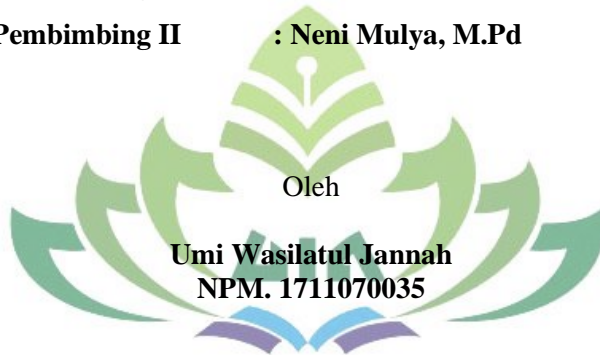 Pembimbing II : Neni Mulya, M.Pd
Oleh
Umi Wasilatul Jannah
NPM. 1711070035